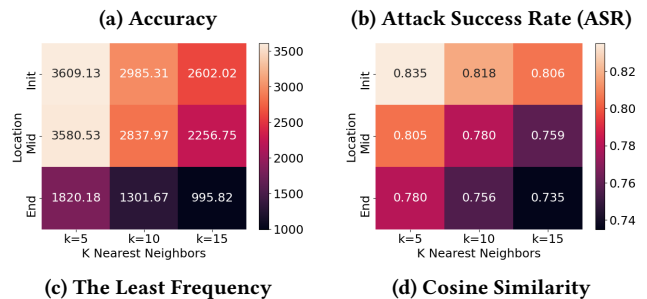 (a) Accuracy
(b) Attack Success Rate (ASR)
Location
Init
Mid
End
3609.13 2985.31 2602.02
3580.53 2837.97 2256.75
1820.18 1301.67 995.82
k=5 k=10 k=15
K Nearest Neighbors
3500
3000
2500
2000
1500
1000
Location
Init
Mid
End
0.835 0.818 0.806
0.805 0.780 0.759
0.780 0.756 0.735
k=5 k=10 k=15
K Nearest Neighbors
0.82
0.80
0.78
0.76
0.74
(c) The Least Frequency
(d) Cosine Similarity